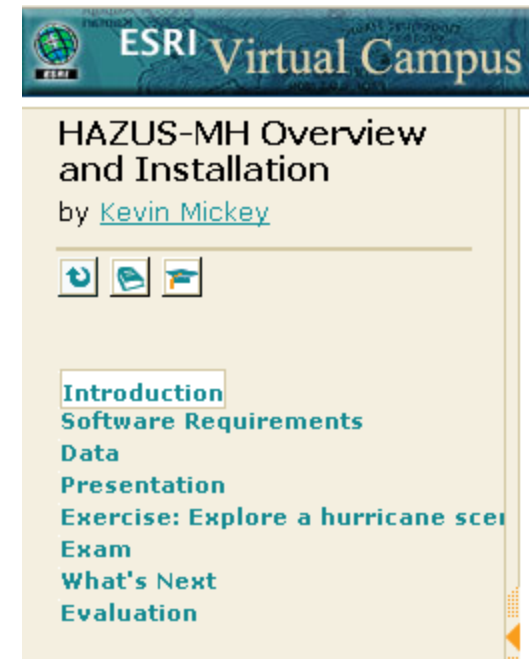 ESRI Virtual Campus
ESRI
HAZUS-MH Overview
and Installation
by Kevin Mickey
Introduction
Software Requirements
Data
Presentation
Exercise: Explore a hurricane
Exam
What's Next
Evaluation